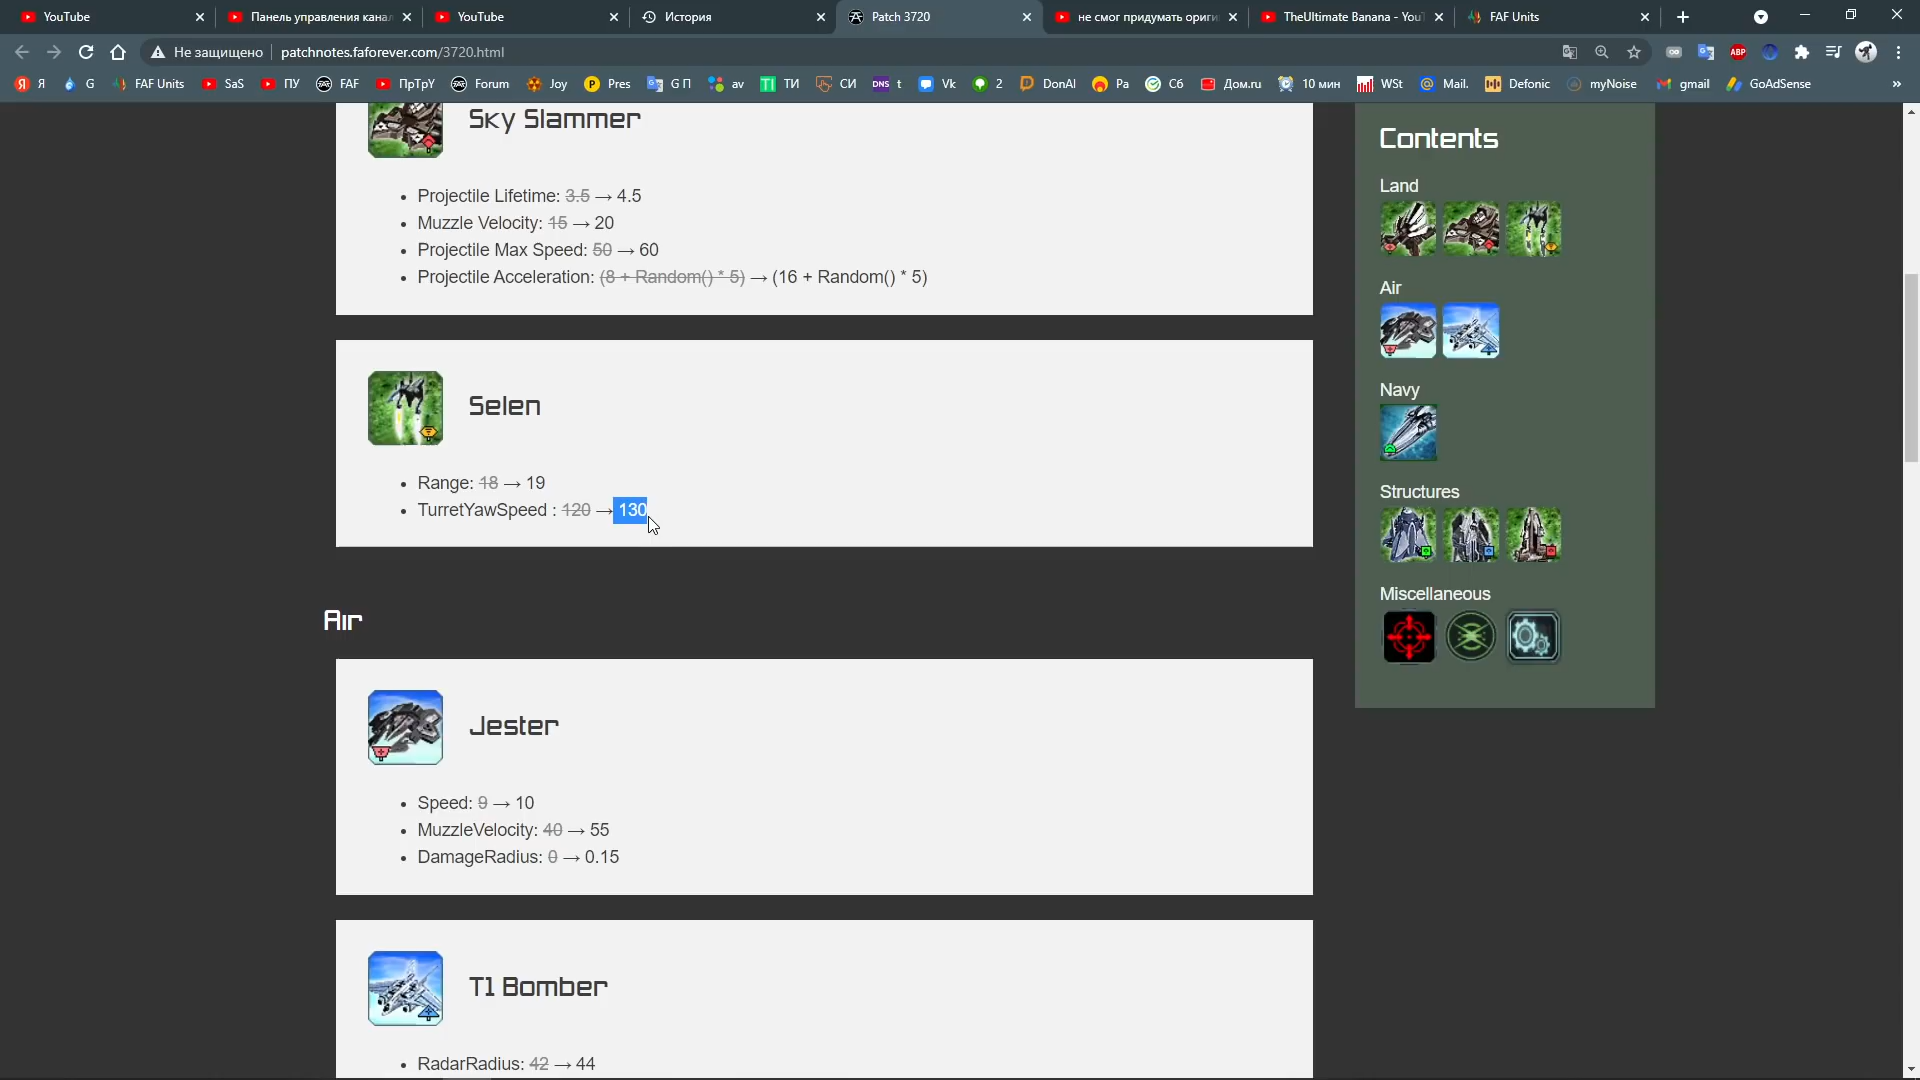 YouTube
Панель управления канал
YouTube
История
Patch 3720
не смог придумать ориги
TheUltimate Banana - You
FAF Units
Не защищено patchnotes.faforever.com/3720.html
ABP
Я G FAF Units SaS ПУ FAF ПрТрУ Forum Joy Pres G П av ТИ СИ DNS t Vk 2 DonAl Pa Сб Дом.ru 10 мин WSt Mail. Defonic myNoise gmail GoAdSense »
Sky Slammer
• Projectile Lifetime: 3.5 → 4.5
• Muzzle Velocity: 15 → 20
• Projectile Max Speed: 50 → 60
• Projectile Acceleration: (8 + Random() * 5) → (16 + Random() * 5)
Selen
• Range: 18 → 19
• TurretYawSpeed : 120 → 130
Air
Jester
• Speed: 9 → 10
• MuzzleVelocity: 40 → 55
• DamageRadius: 0 → 0.15
T1 Bomber
• RadarRadius: 42 → 44
Contents
Land
Air
Navy
Structures
Miscellaneous